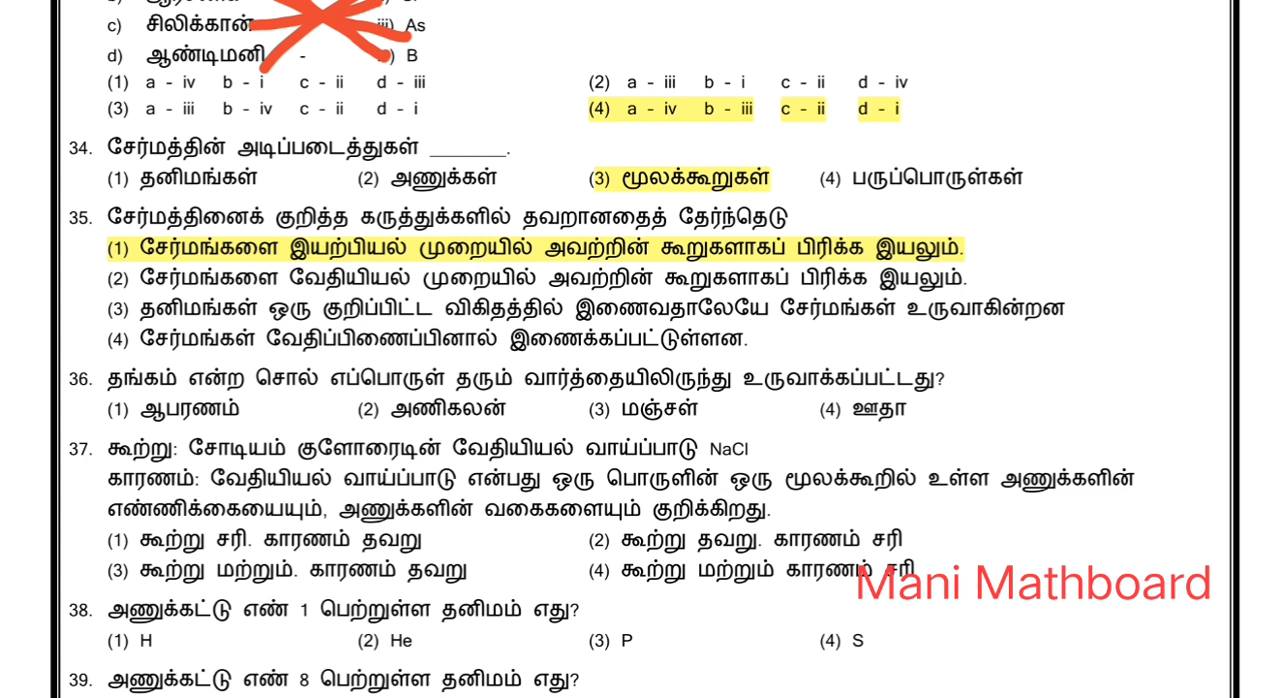 c) சிலிக்கான் iii) As
d) ஆண்டிமனி - ) B
(1) a - iv b - i c - ii d - iii (2) a - iii b - i c - ii d - iv
(3) a - iii b - iv c - ii d - i (4) a - iv b - iii c - ii d - i
34. சேர்மத்தின் அடிப்படைத்துகள் _______.
(1) தனிமங்கள் (2) அணுக்கள் (3) மூலக்கூறுகள் (4) பருப்பொருள்கள்
35. சேர்மத்தினைக் குறித்த கருத்துக்களில் தவறானதைத் தேர்ந்தெடு
(1) சேர்மங்களை இயற்பியல் முறையில் அவற்றின் கூறுகளாகப் பிரிக்க இயலும்.
(2) சேர்மங்களை வேதியியல் முறையில் அவற்றின் கூறுகளாகப் பிரிக்க இயலும்.
(3) தனிமங்கள் ஒரு குறிப்பிட்ட விகிதத்தில் இணைவதாலேயே சேர்மங்கள் உருவாகின்றன
(4) சேர்மங்கள் வேதிப்பிணைப்பினால் இணைக்கப்பட்டுள்ளன.
36. தங்கம் என்ற சொல் எப்பொருள் தரும் வார்த்தையிலிருந்து உருவாக்கப்பட்டது?
(1) ஆபரணம் (2) அணிகலன் (3) மஞ்சள் (4) ஊதா
37. கூற்று: சோடியம் குளோரைடின் வேதியியல் வாய்ப்பாடு NaCl
காரணம்: வேதியியல் வாய்ப்பாடு என்பது ஒரு பொருளின் ஒரு மூலக்கூறில் உள்ள அணுக்களின்
எண்ணிக்கையையும், அணுக்களின் வகைகளையும் குறிக்கிறது.
(1) கூற்று சரி. காரணம் தவறு (2) கூற்று தவறு. காரணம் சரி
(3) கூற்று மற்றும். காரணம் தவறு (4) கூற்று மற்றும் காரணம் சரி
Mani Mathboard
38. அணுக்கட்டு எண் 1 பெற்றுள்ள தனிமம் எது?
(1) H (2) He (3) P (4) S
39. அணுக்கட்டு எண் 8 பெற்றுள்ள தனிமம் எது?